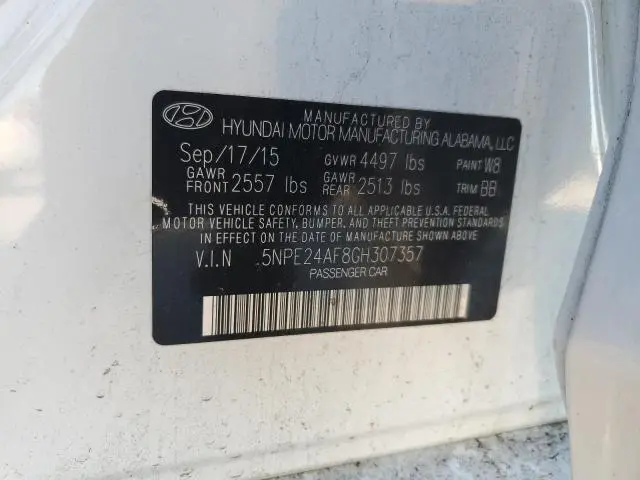 MANUFACTURED BY
HYUNDAI MOTOR MANUFACTURING ALABAMA, LLC
Sep/17/15 GVWR 4497 lbs PAINT W8
GAWR FRONT 2557 lbs GAWR REAR 2513 lbs TRIM BB
THIS VEHICLE CONFORMS TO ALL APPLICABLE U.S.A. FEDERAL
MOTOR VEHICLE SAFETY, BUMPER, AND THEFT PREVENTION STANDARDS
IN EFFECT ON THE DATE OF MANUFACTURE SHOWN ABOVE.
V.I.N 5NPE24AF8GH307357
PASSENGER CAR